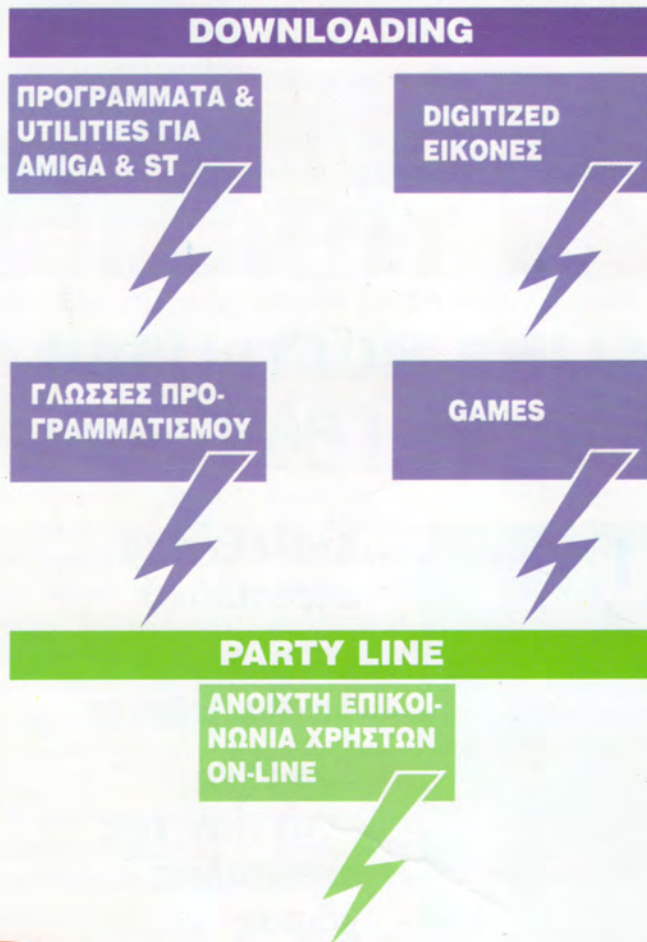 DOWNLOADING
ΠΡΟΓΡΑΜΜΑΤΑ &
UTILITIES ΓΙΑ
AMIGA & ST
DIGITIZED
ΕΙΚΟΝΕΣ
ΓΛΩΣΣΕΣ ΠΡΟ-
ΓΡΑΜΜΑΤΙΣΜΟΥ
GAMES
PARTY LINE
ΑΝΟΙΧΤΗ ΕΠΙΚΟΙ-
ΝΩΝΙΑ ΧΡΗΣΤΩΝ
ON-LINE